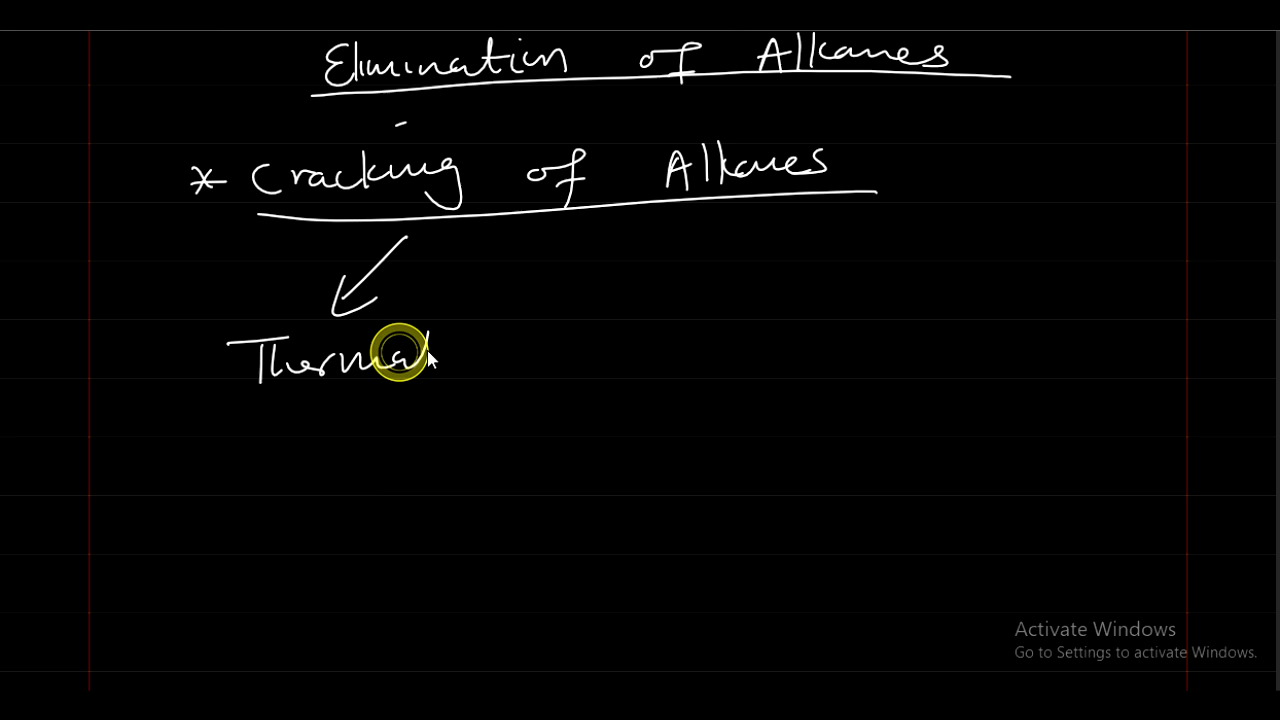 Elimination of Alkanes
* Cracking of Alkanes
Thermal
Activate Windows
Go to Settings to activate Windows.